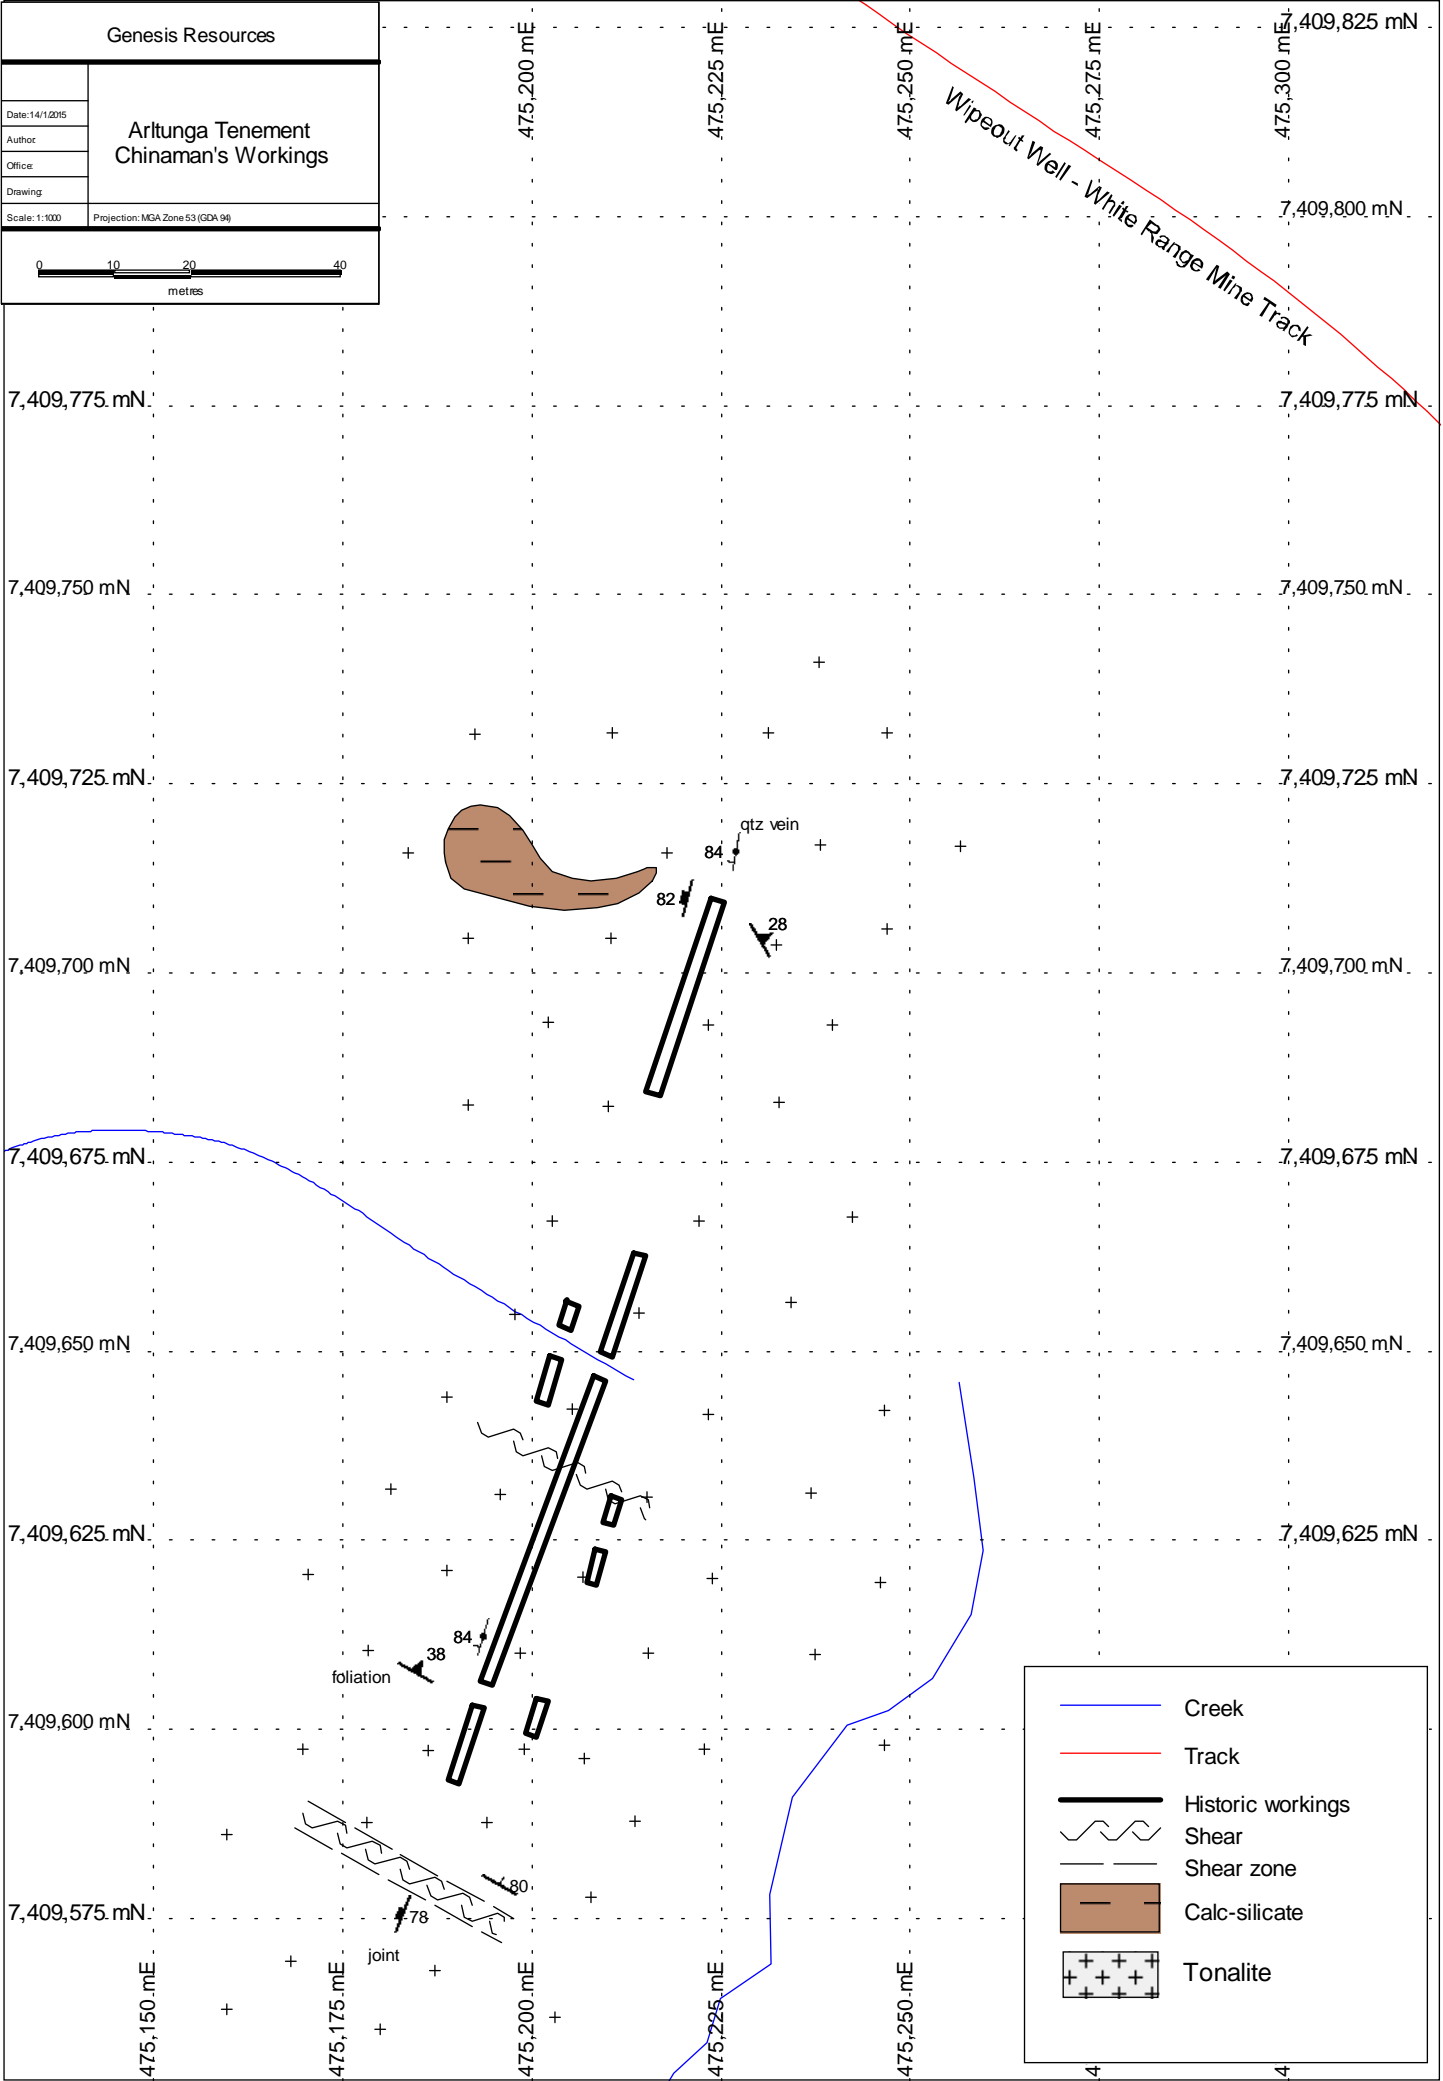 Genesis Resources
Date:14/1/2015
Author:
Office:
Drawing:
Scale: 1:1000
Arltunga Tenement
Chinaman's Workings
Projection: MGA Zone 53 (GDA 94)
0 10 20 40
metres
475,200 mE
475,225 mE
475,250 mE
475,275 mE
475,300 mE
7,409,825 mN
Wipeout Well - White Range Mine Track
7,409,800 mN
7,409,775 mN
7,409,775 mN
7,409,750 mN
7,409,750 mN
7,409,725 mN
7,409,725 mN
qtz vein
84
82
28
7,409,700 mN
7,409,700 mN
7,409,675 mN
7,409,675 mN
7,409,650 mN
7,409,650 mN
7,409,625 mN
7,409,625 mN
84
38
foliation
7,409,600 mN
80
7,409,575 mN
78
joint
475,150 mE
475,175 mE
475,200 mE
475,225 mE
475,250 mE
4
4
Creek
Track
Historic workings
Shear
Shear zone
Calc-silicate
Tonalite